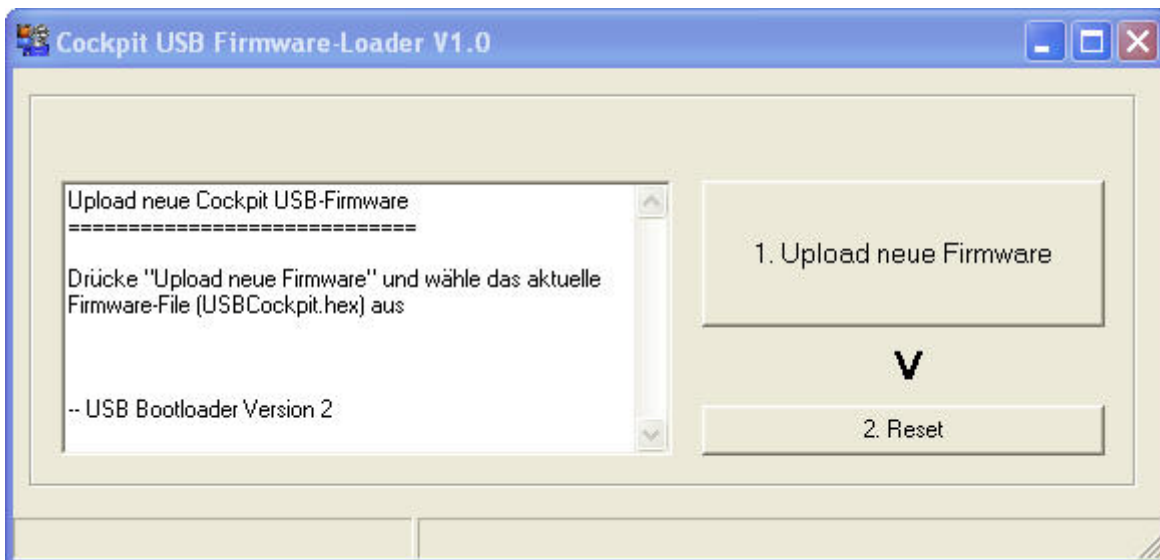 Cockpit USB Firmware-Loader V1.0
Upload neue Cockpit USB-Firmware
=============================
Drücke "Upload neue Firmware" und wähle das aktuelle
Firmware-File (USBCockpit.hex) aus
-- USB Bootloader Version 2
1. Upload neue Firmware
V
2. Reset